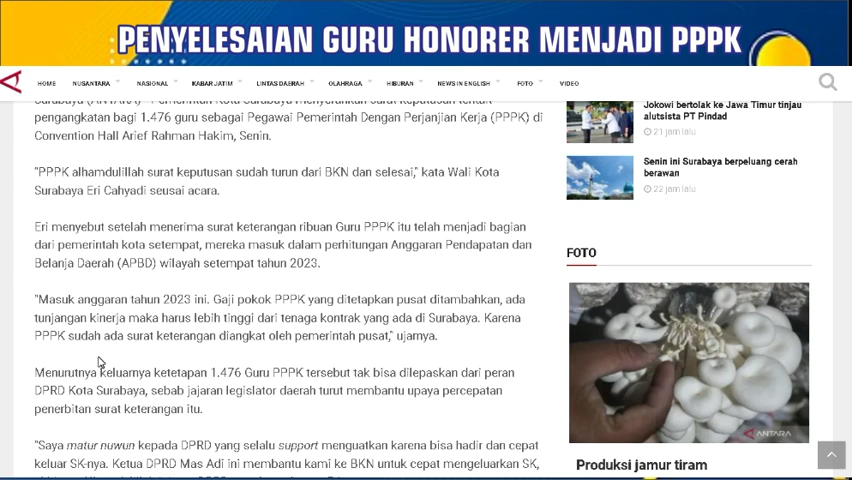 PENYELESAIAN GURU HONORER MENJADI PPPK
HOME NUSANTARA NASIONAL KABAR JATIM LINTAS DAERAH OLAHRAGA HIBURAN NEWS IN ENGLISH FOTO VIDEO
pengangkatan bagi 1.476 guru sebagai Pegawai Pemerintah Dengan Perjanjian Kerja (PPPK) di
Convention Hall Arief Rahman Hakim, Senin.
"PPPK alhamdulillah surat keputusan sudah turun dari BKN dan selesai," kata Wali Kota
Surabaya Eri Cahyadi seusai acara.
Eri menyebut setelah menerima surat keterangan ribuan Guru PPPK itu telah menjadi bagian
dari pemerintah kota setempat, mereka masuk dalam perhitungan Anggaran Pendapatan dan
Belanja Daerah (APBD) wilayah setempat tahun 2023.
"Masuk anggaran tahun 2023 ini. Gaji pokok PPPK yang ditetapkan pusat ditambahkan, ada
tunjangan kinerja maka harus lebih tinggi dari tenaga kontrak yang ada di Surabaya. Karena
PPPK sudah ada surat keterangan diangkat oleh pemerintah pusat," ujarnya.
Menurutnya keluarnya ketetapan 1.476 Guru PPPK tersebut tak bisa dilepaskan dari peran
DPRD Kota Surabaya, sebab jajaran legislator daerah turut membantu upaya percepatan
penerbitan surat keterangan itu.
"Saya matur nuwun kepada DPRD yang selalu support menguatkan karena bisa hadir dan cepat
keluar SK-nya. Ketua DPRD Mas Adi ini membantu kami ke BKN untuk cepat mengeluarkan SK,
Jokowi bertolak ke Jawa Timur tinjau
alutsista PT Pindad
21 jam lalu
Senin ini Surabaya berpeluang cerah
berawan
22 jam lalu
FOTO
ANTARA
Produksi jamur tiram